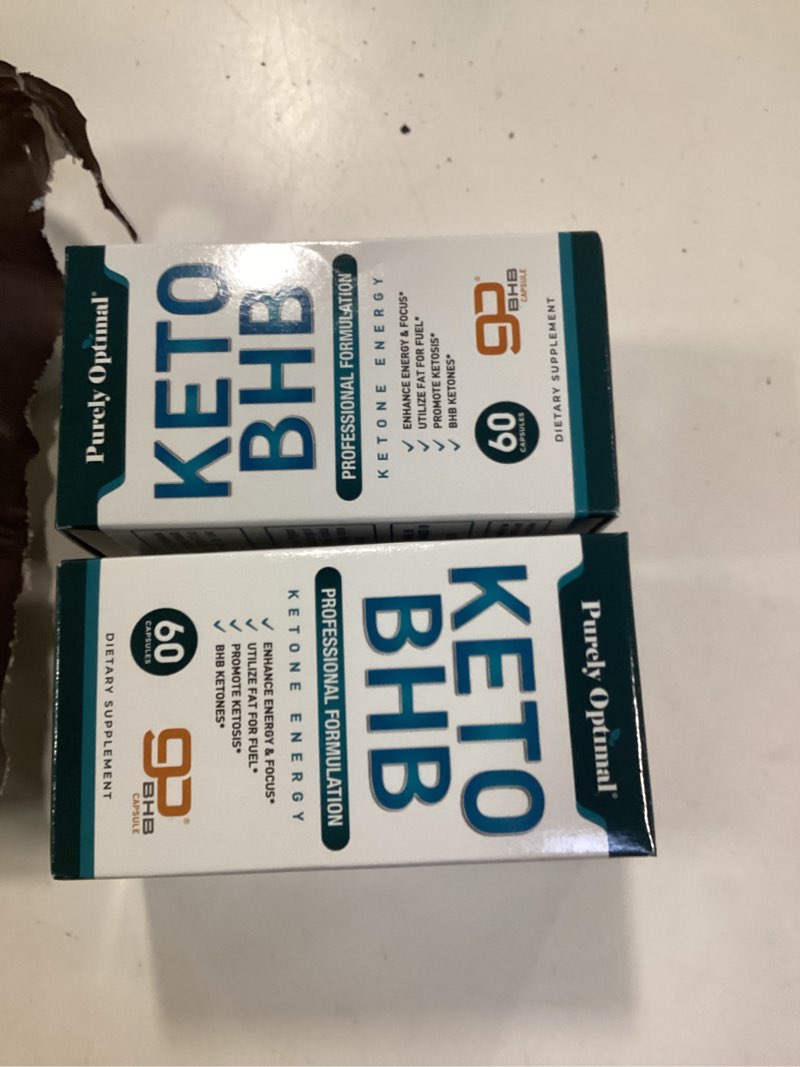 Purely Optimal®
KETO
BHB
PROFESSIONAL FORMULATION
KETONE ENERGY
✓ ENHANCE ENERGY & FOCUS*
✓ UTILIZE FAT FOR FUEL*
✓ PROMOTE KETOSIS*
✓ BHB KETONES*
60
CAPSULES
go®
BHB
CAPSULE
DIETARY SUPPLEMENT
Purely Optimal®
KETO
BHB
PROFESSIONAL FORMULATION
KETONE ENERGY
✓ ENHANCE ENERGY & FOCUS*
✓ UTILIZE FAT FOR FUEL*
✓ PROMOTE KETOSIS*
✓ BHB KETONES*
60
CAPSULES
go®
BHB
CAPSULE
DIETARY SUPPLEMENT